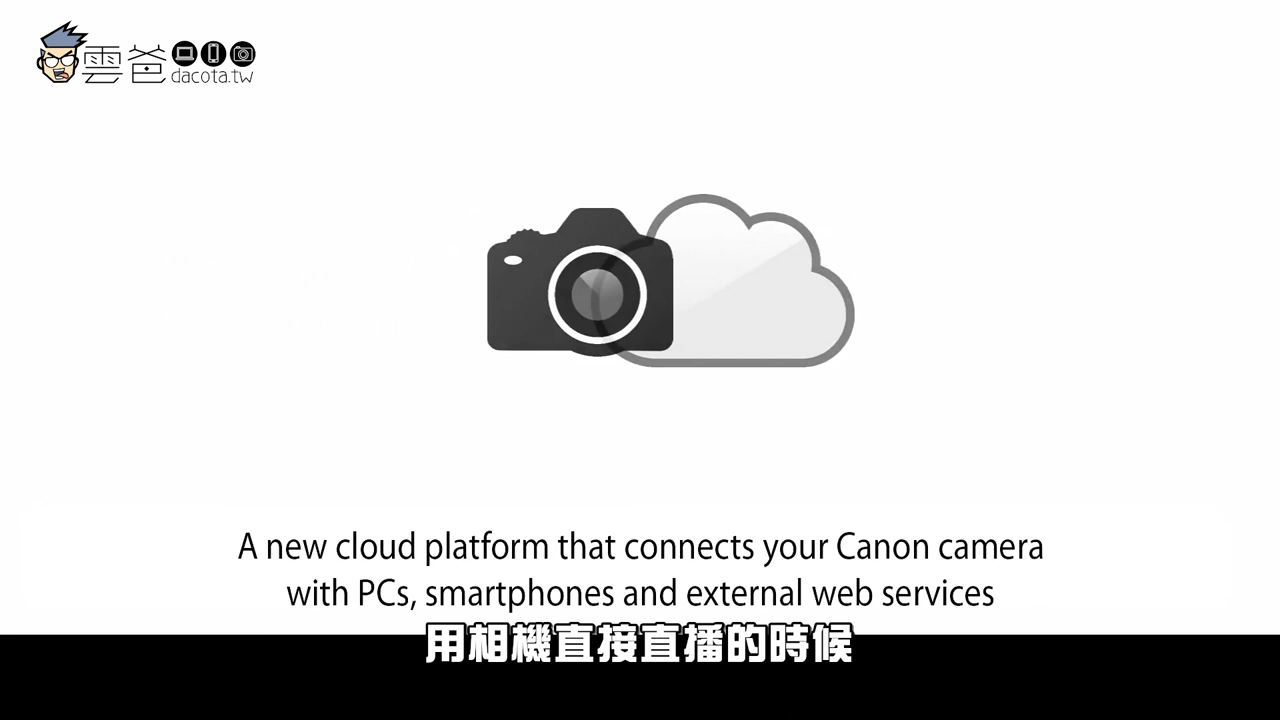 雲爸
dacota.tw
A new cloud platform that connects your Canon camera
with PCs, smartphones and external web services
用相機直接直播的時候